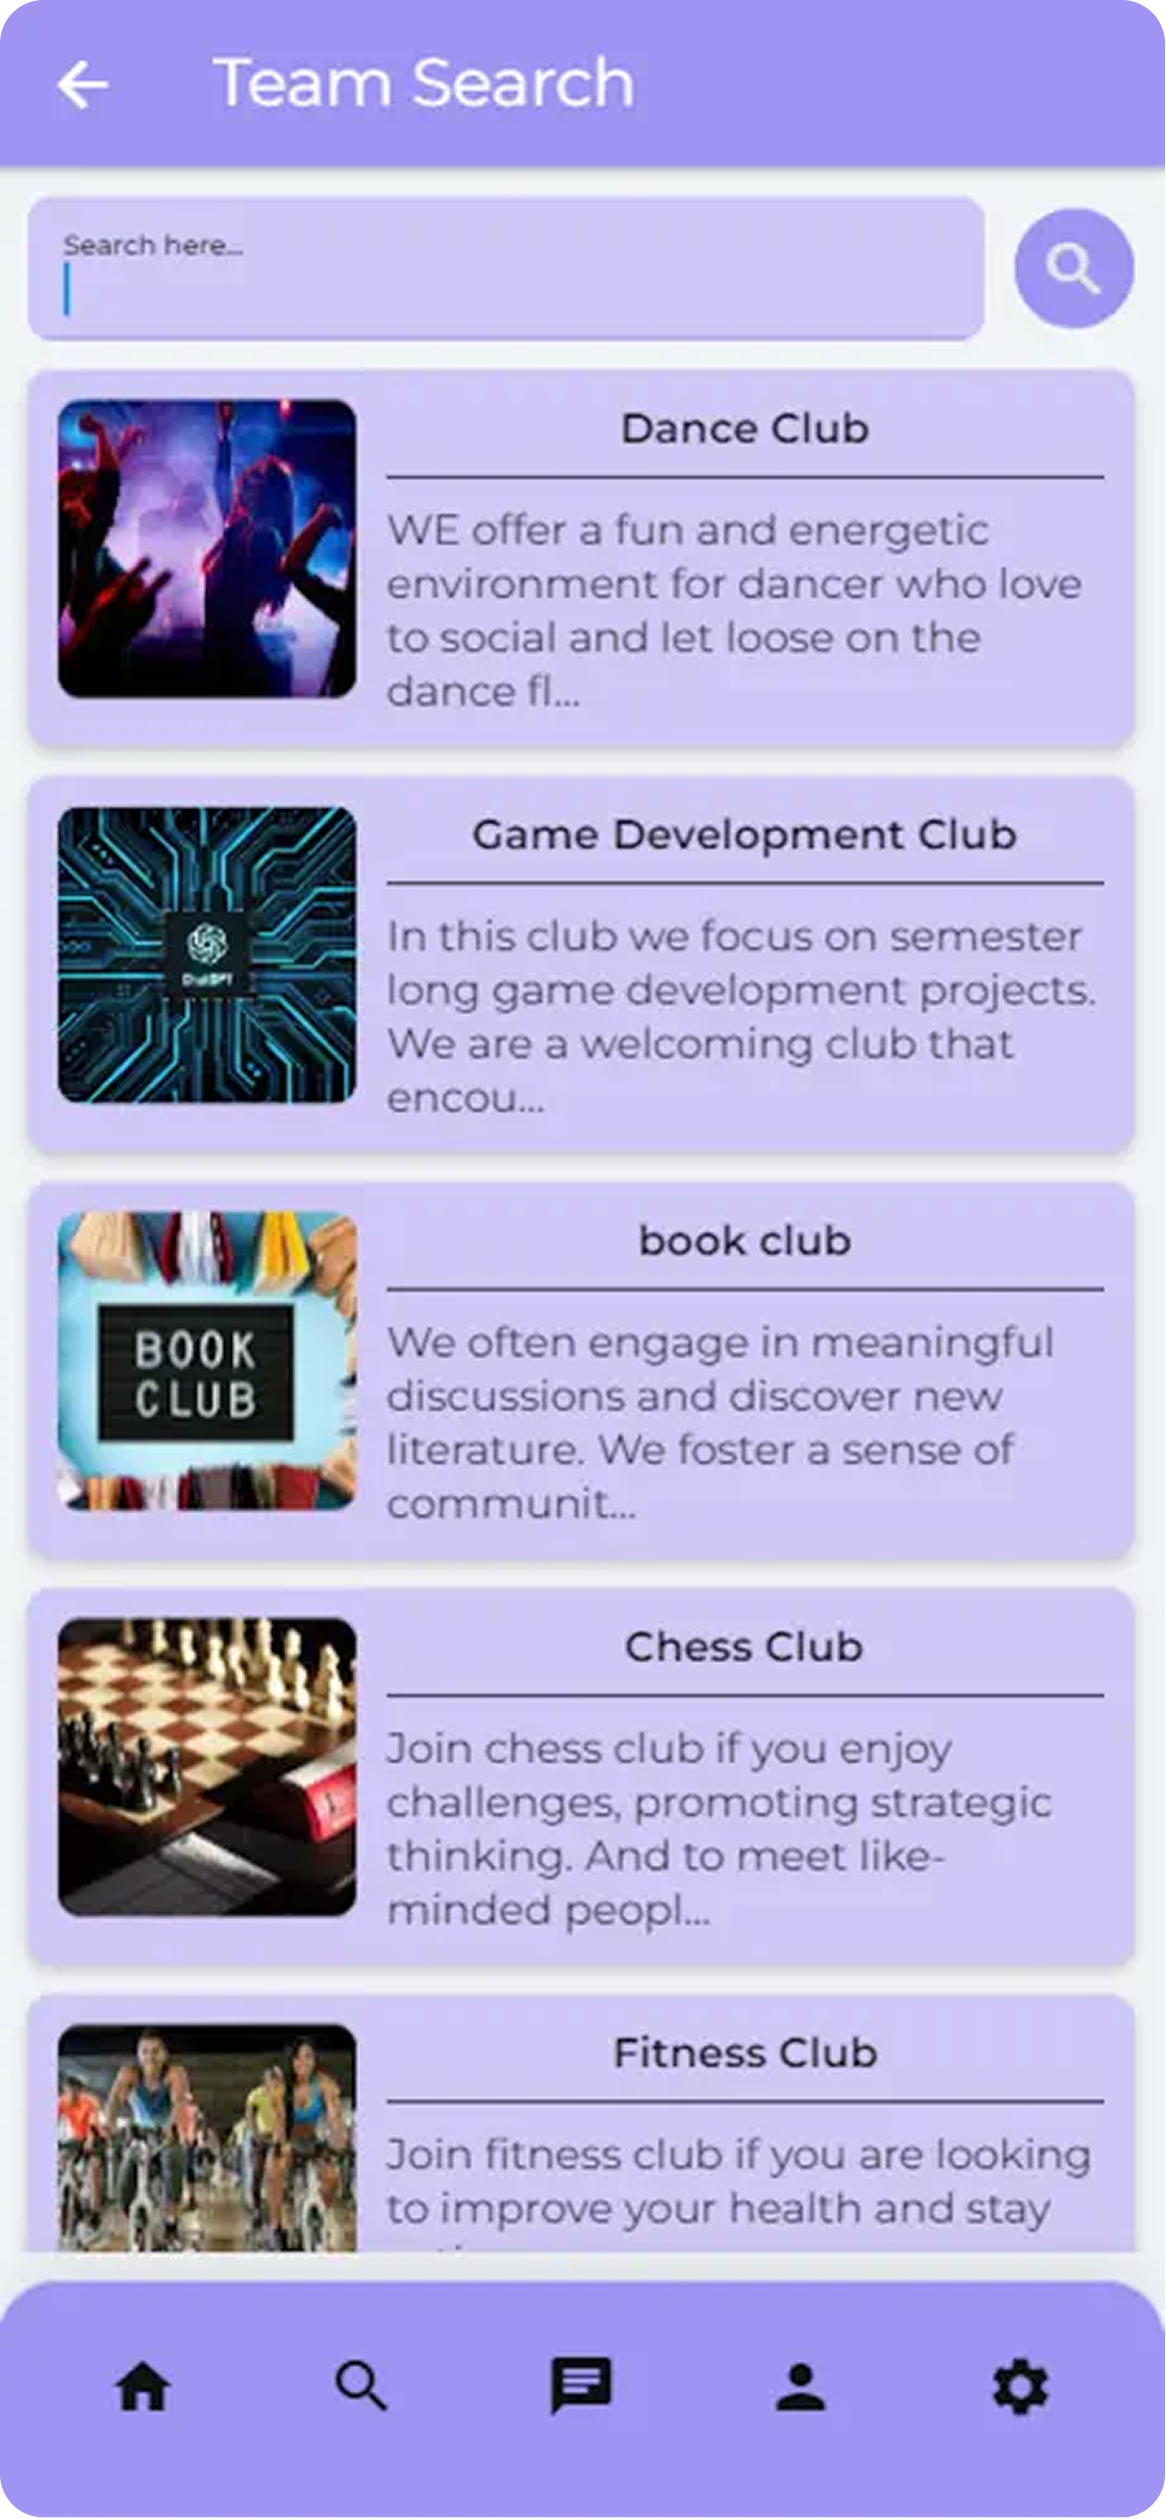 Team Search
Search here...
Dance Club
WE offer a fun and energetic
environment for dancer who love
to social and let loose on the
dance fl...
Game Development Club
In this club we focus on semester
long game development projects.
We are a welcoming club that
encou...
ChatGPT
book club
We often engage in meaningful
discussions and discover new
literature. We foster a sense of
communit...
BOOK
CLUB
Chess Club
Join chess club if you enjoy
challenges, promoting strategic
thinking. And to meet like-
minded peopl...
Fitness Club
Join fitness club if you are looking
to improve your health and stay